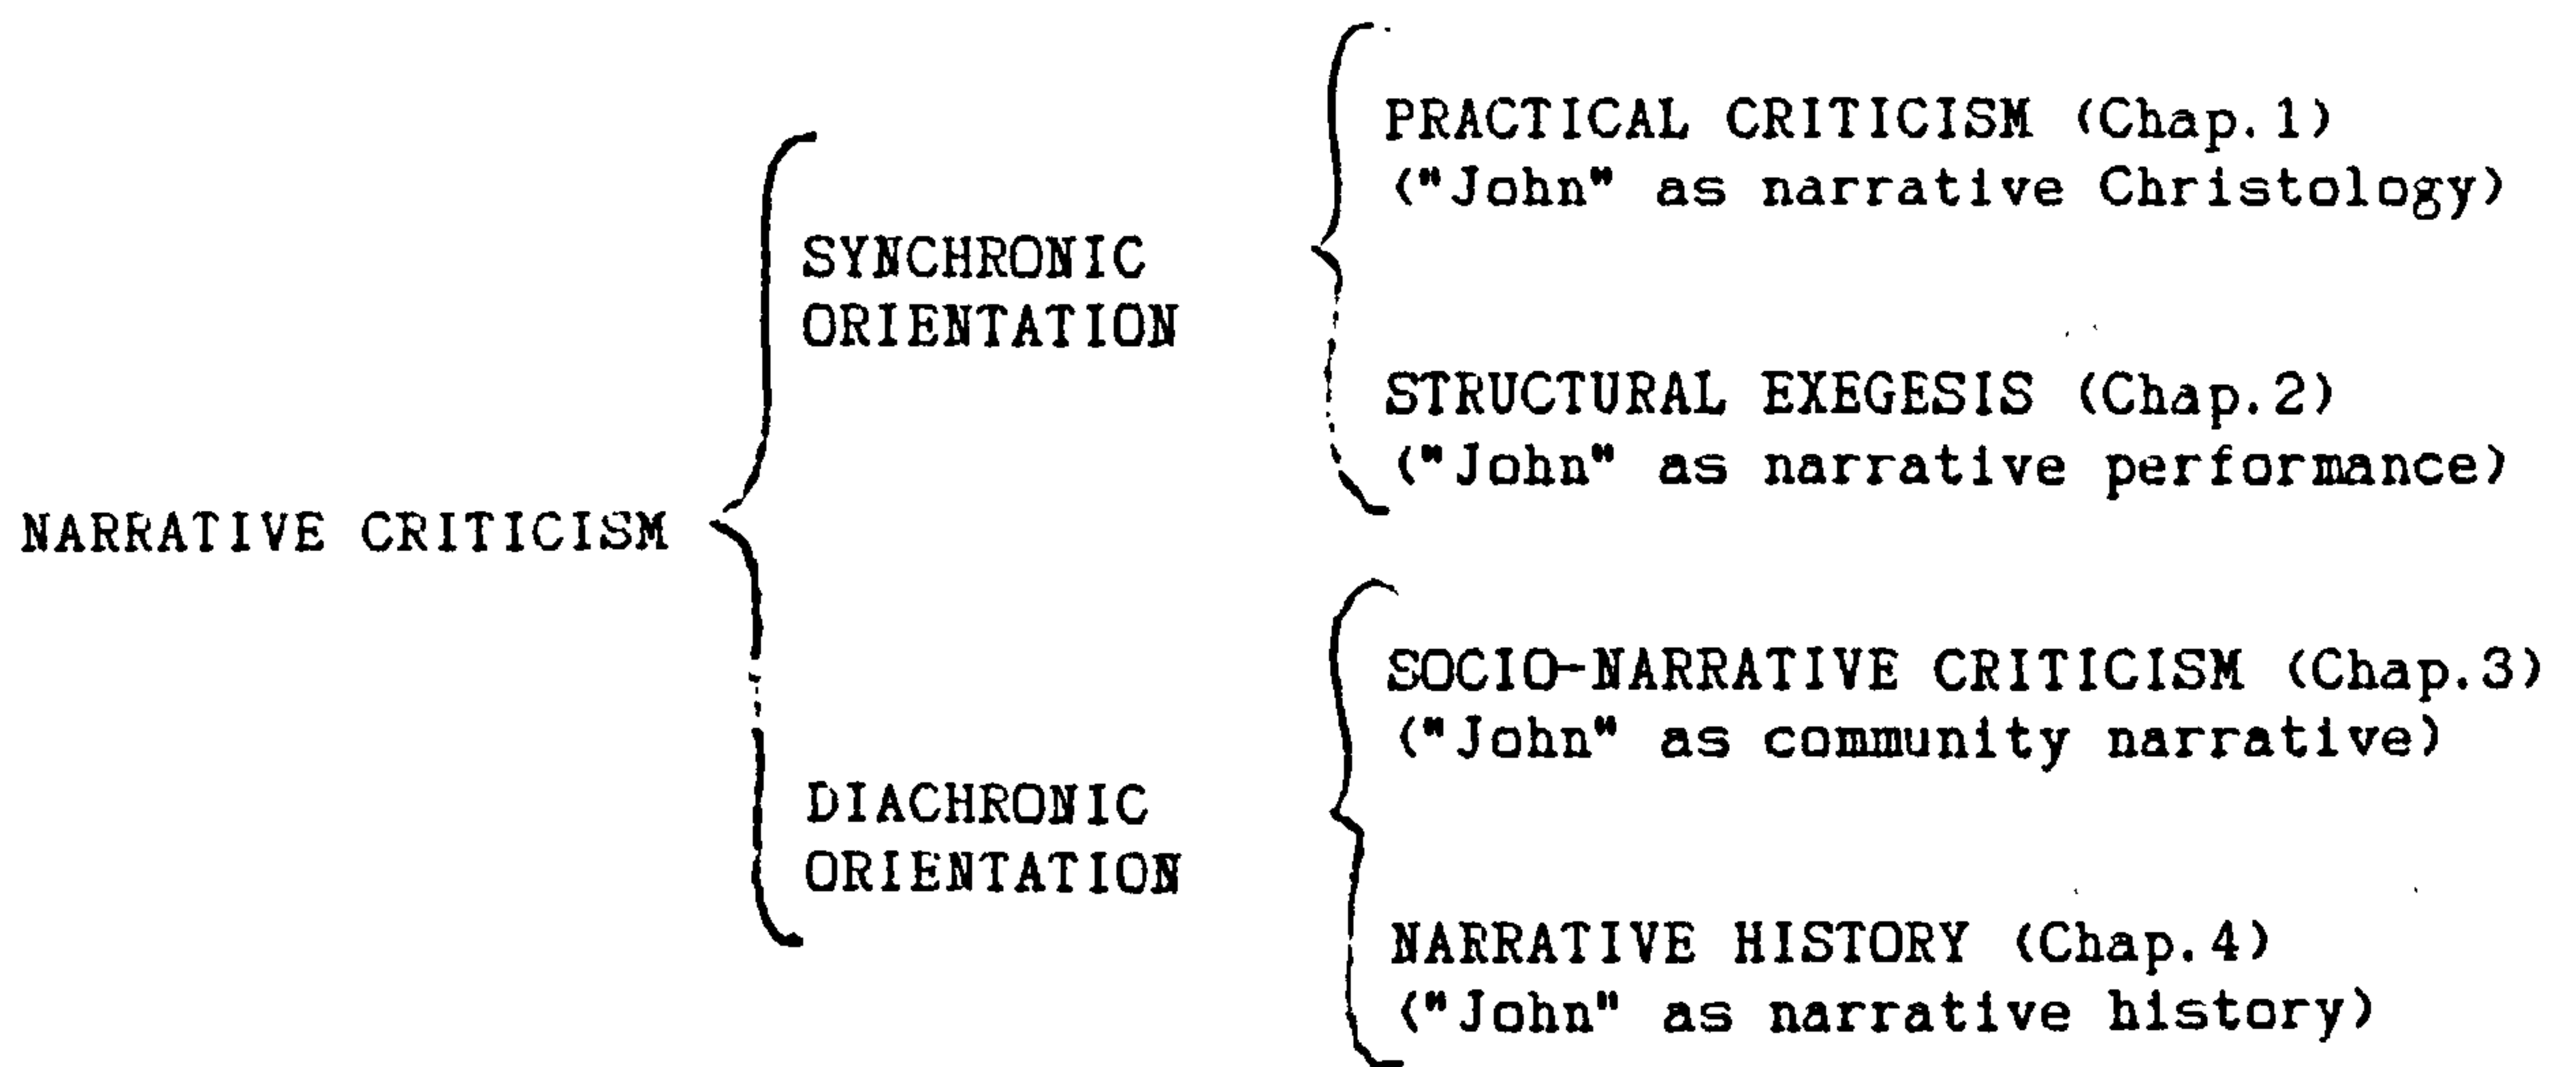 PRACTICAL CRITICISM (Chap.1)
("John" as narrative Christology)
SYNCHRONIC
ORIENTATION
STRUCTURAL EXEGESIS (Chap.2)
("John" as narrative performance)
NARRATIVE CRITICISM
SOCIO-NARRATIVE CRITICISM (Chap.3)
("John" as community narrative)
DIACHRONIC
ORIENTATION
NARRATIVE HISTORY (Chap.4)
("John" as narrative history)